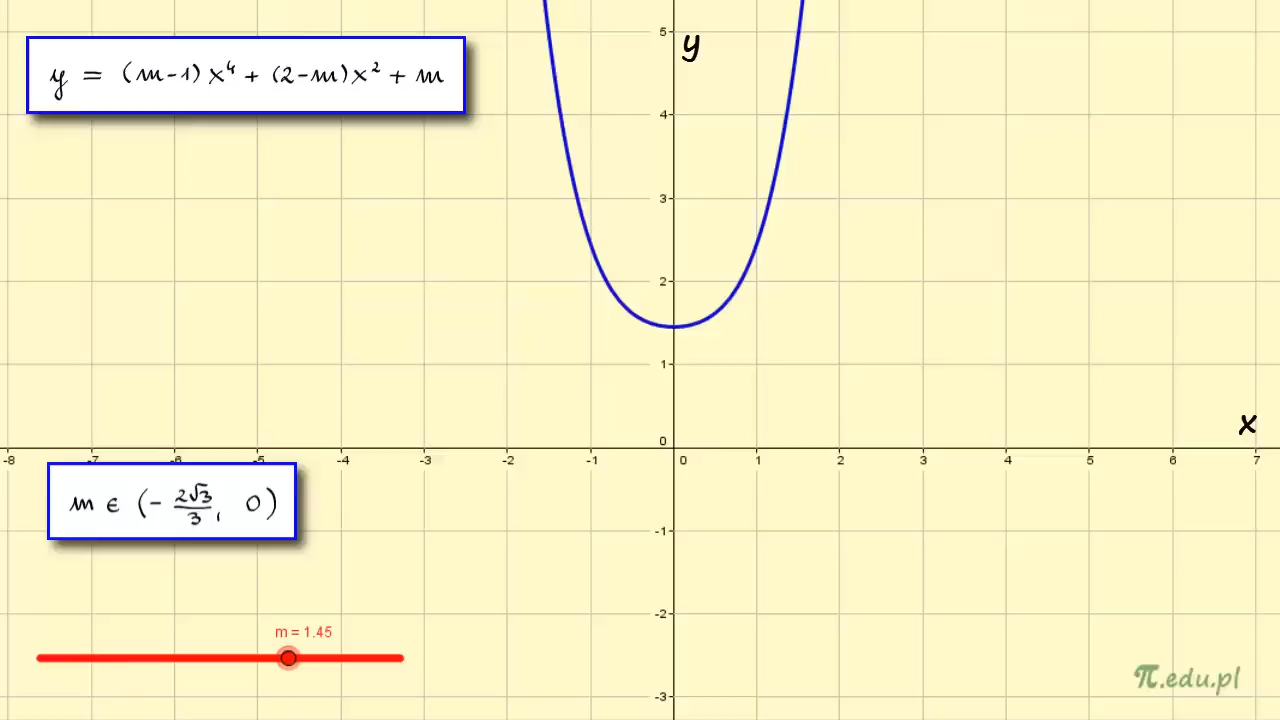 y = (m-1)x⁴ + (2-m)x² + m
y
5
4
3
2
1
0
x
-8 -7 -6 -5 -4 -3 -2 -1 0 1 2 3 4 5 6 7
m ∈ (- 2√3/3, 0)
-1
-2
m = 1.45
π.edu.pl
-3